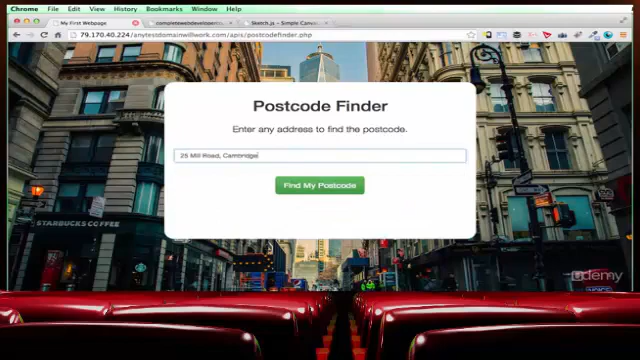 Chrome File Edit View History Bookmarks Window Help
My First Webpage
Sketch.js - Simple Canvas
79.170.40.224/anytestdomainwillwork.com/apis/postcodefinder.php
Postcode Finder
Enter any address to find the postcode.
25 Mill Road, Cambridge
Find My Postcode
STARBUCKS COFFEE
udemy